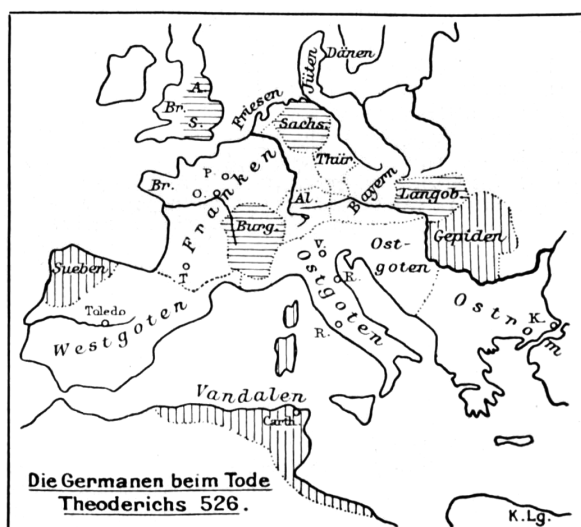 Dänen
Jüten
Friesen
A.
Br.
S.
Sachs.
Thür.
P.
Br.
O.
Franken
Al.
Bayern
Langob.
Burg.
Gepiden
V.
Ost-
goten
Sueben
T.
Ostgoten
R.
Ostrom
K.
Toledo
Westgoten
R.
Vandalen
Carth.
Die Germanen beim Tode
Theoderichs 526.
K.Lg.